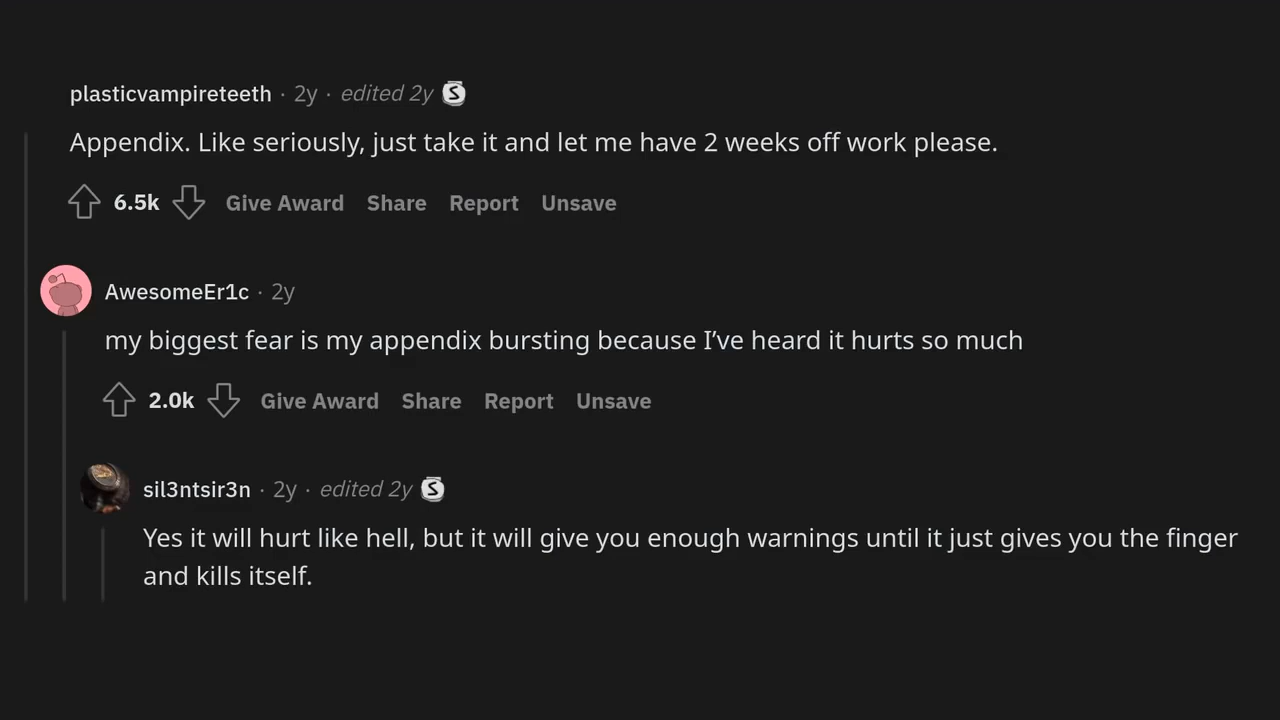 plasticvampireteeth · 2y · edited 2y S
Appendix. Like seriously, just take it and let me have 2 weeks off work please.
6.5k Give Award Share Report Unsave
AwesomeEr1c · 2y
my biggest fear is my appendix bursting because I’ve heard it hurts so much
2.0k Give Award Share Report Unsave
sil3ntsir3n · 2y · edited 2y S
Yes it will hurt like hell, but it will give you enough warnings until it just gives you the finger
and kills itself.